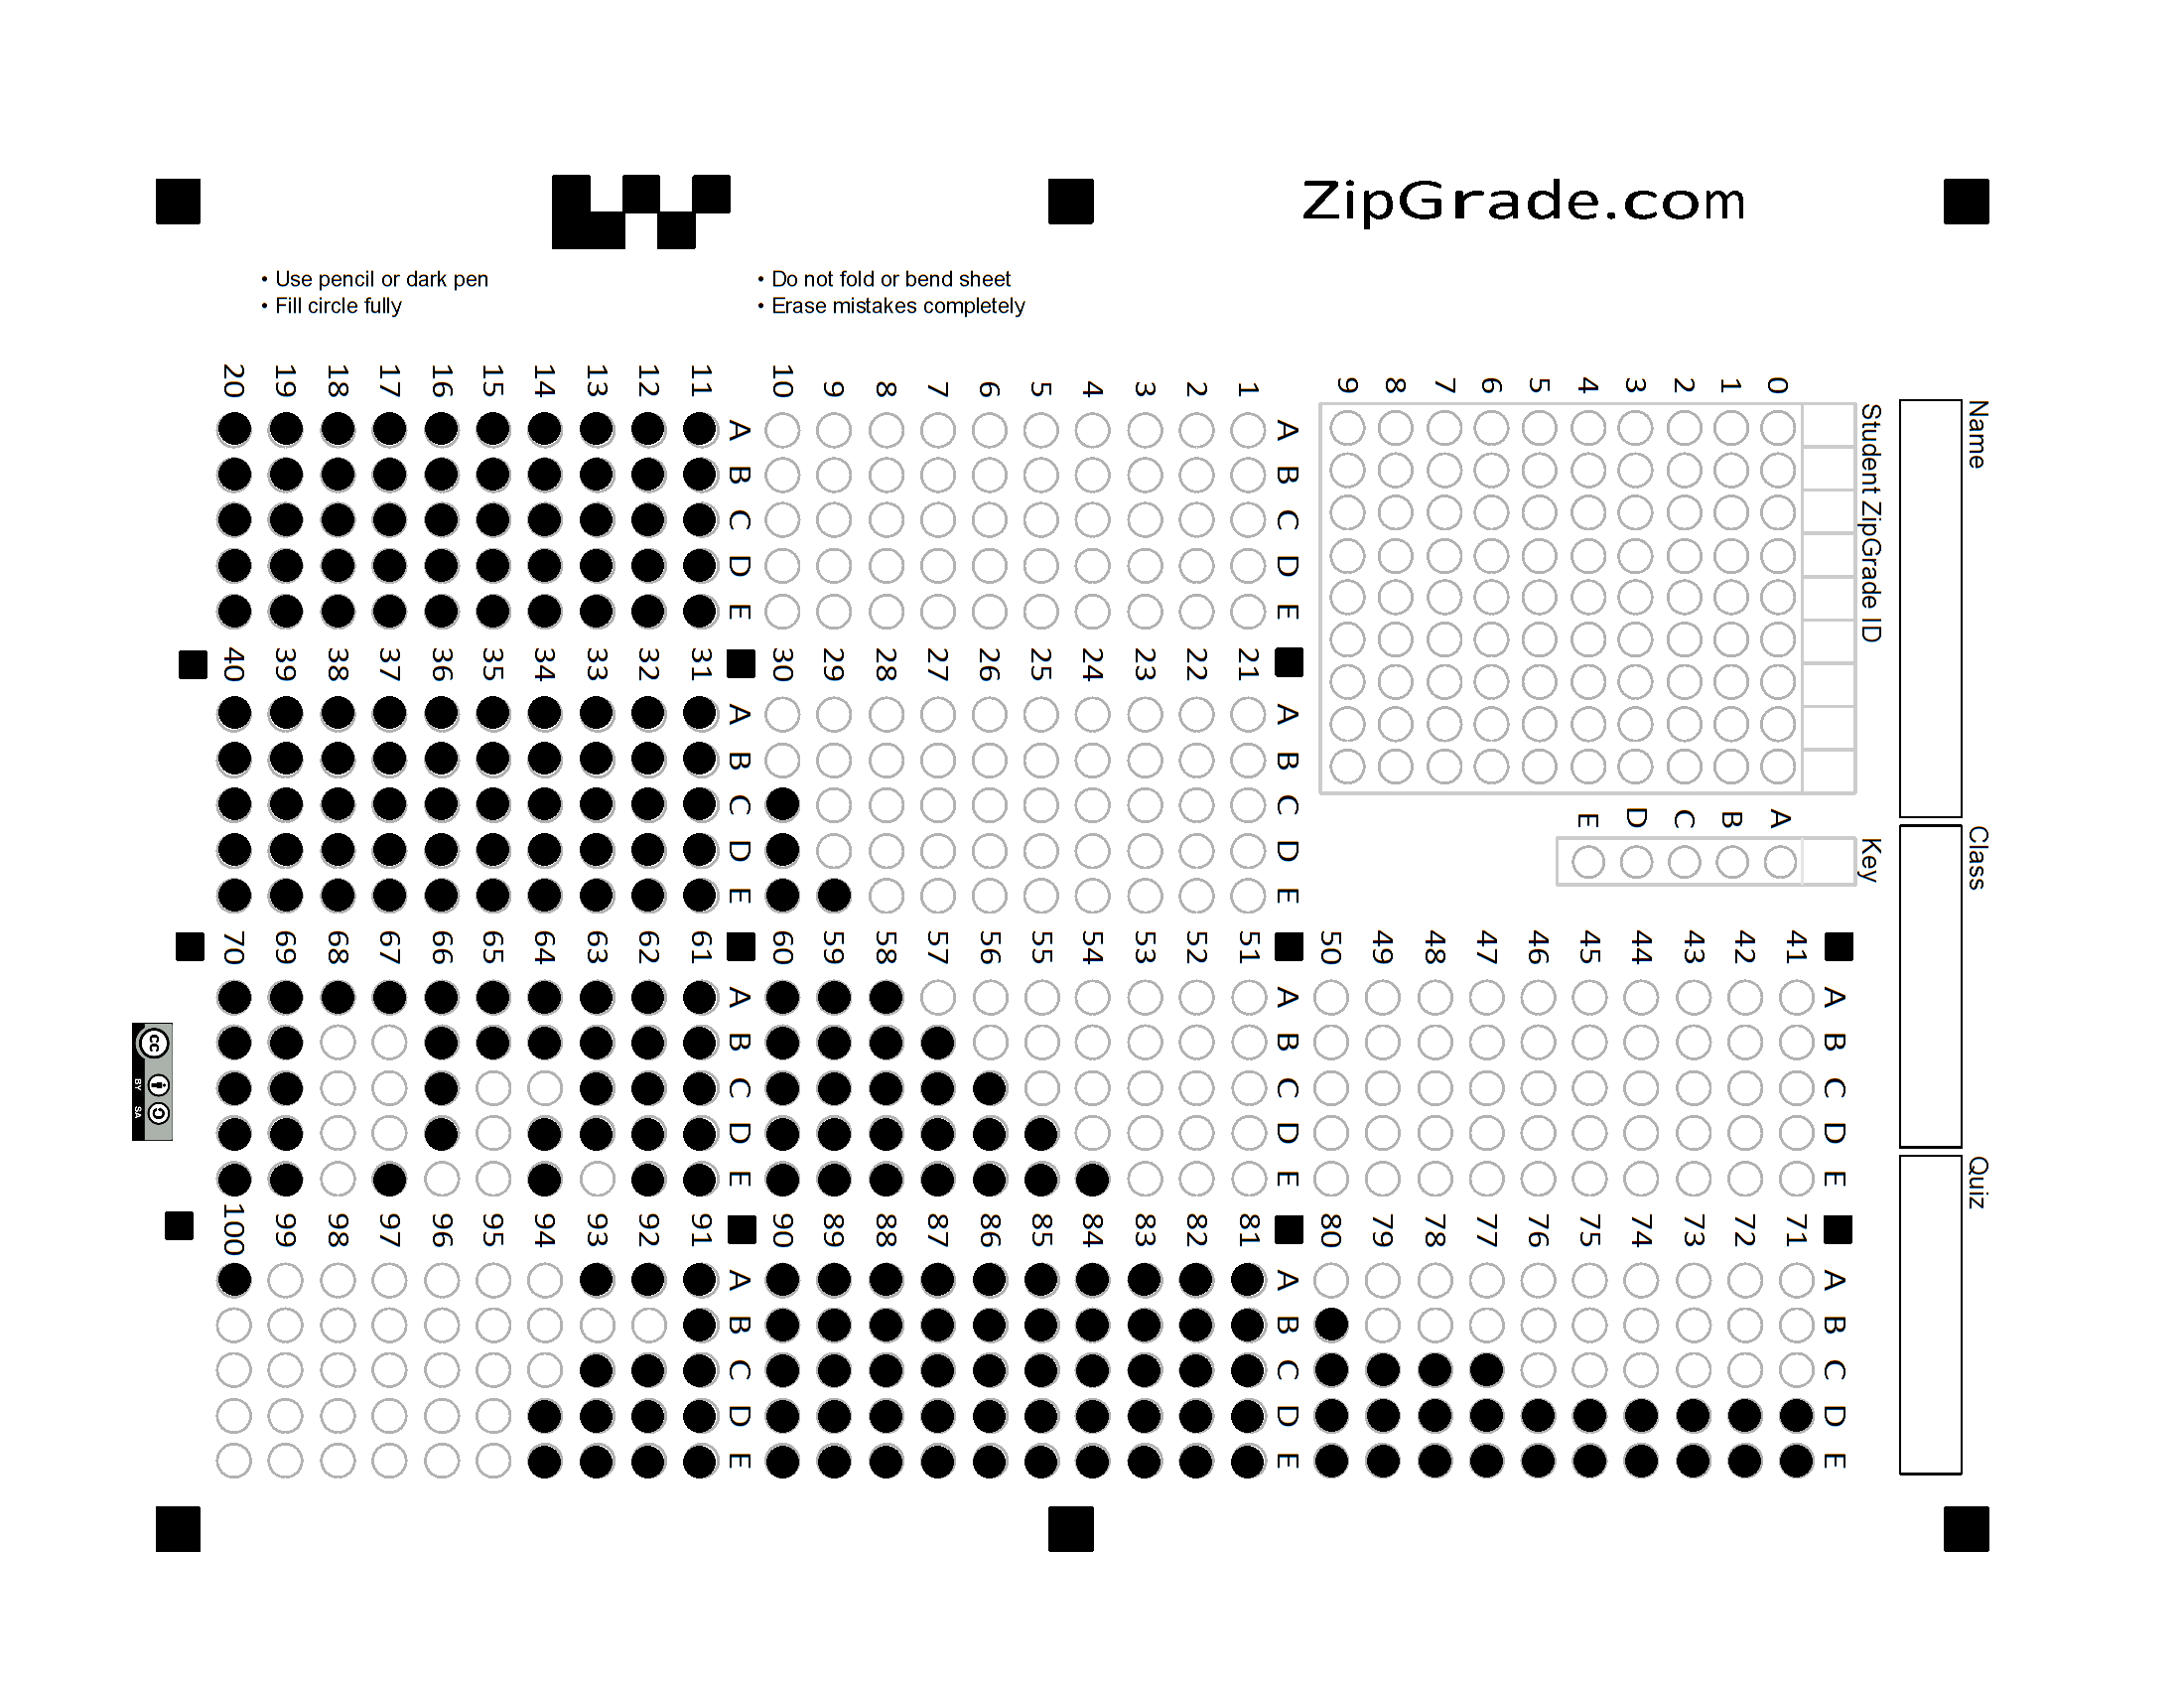 ZipGrade.com
• Use pencil or dark pen
• Fill circle fully
• Do not fold or bend sheet
• Erase mistakes completely
Name
Class
Quiz
Student ZipGrade ID
0 1 2 3 4 5 6 7 8 9
Key
A B C D E
A B C D E
1 2 3 4 5 6 7 8 9 10
A B C D E
11 12 13 14 15 16 17 18 19 20
A B C D E
21 22 23 24 25 26 27 28 29 30
A B C D E
31 32 33 34 35 36 37 38 39 40
A B C D E
41 42 43 44 45 46 47 48 49 50
A B C D E
51 52 53 54 55 56 57 58 59 60
A B C D E
61 62 63 64 65 66 67 68 69 70
A B C D E
71 72 73 74 75 76 77 78 79 80
A B C D E
81 82 83 84 85 86 87 88 89 90
A B C D E
91 92 93 94 95 96 97 98 99 100
cc BY SA